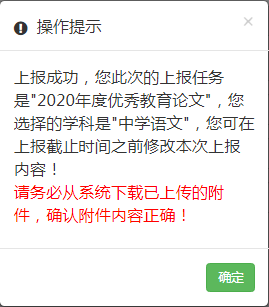 操作提示
×
上报成功，您此次的上报任务
是"2020年度优秀教育论文"，您
选择的学科是"中学语文"，您可在
上报截止时间之前修改本次上报
内容！
请务必从系统下载已上传的附
件，确认附件内容正确！
确定